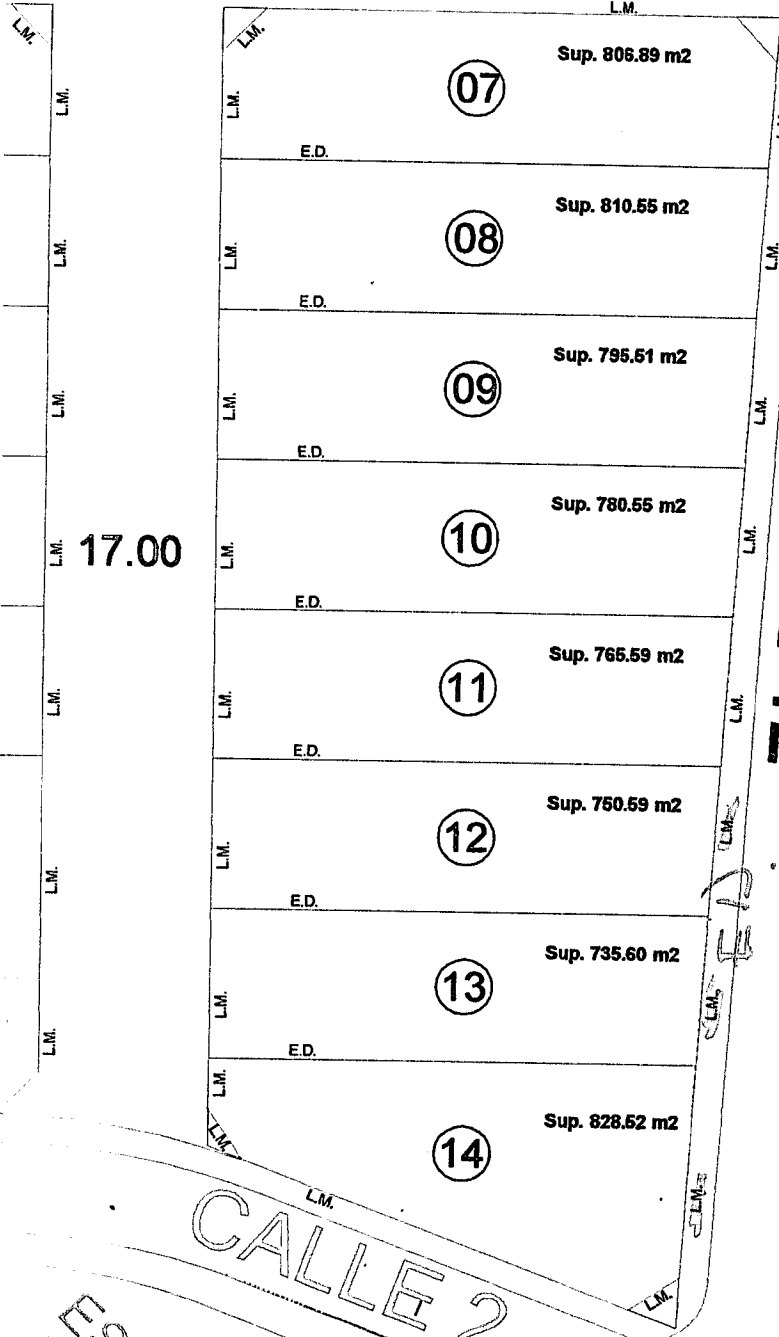 L.M.
L.M.
L.M.
Sup. 806.89 m2
07
L.M.
L.M.
E.D.
Sup. 810.55 m2
08
L.M.
L.M.
L.M.
E.D.
Sup. 795.51 m2
09
L.M.
L.M.
L.M.
E.D.
Sup. 780.55 m2
10
L.M.
17.00
L.M.
L.M.
E.D.
Sup. 765.59 m2
11
L.M.
L.M.
L.M.
E.D.
Sup. 750.59 m2
12
L.M.
L.M.
L.M.
E.D.
E.D.
Sup. 735.60 m2
13
L.M.
L.M.
L.M.
E.D.
L.M.
Sup. 828.52 m2
14
L.M.
L.M.
L.M.
L.M.
CALLE 2